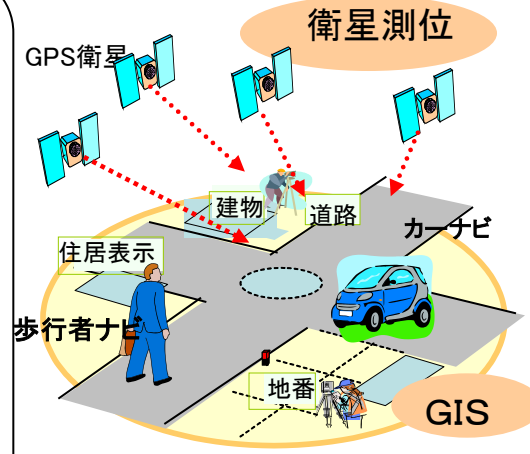 衛星測位
GPS衛星
建物
道路
カーナビ
住居表示
歩行者ナビ
地番
GIS